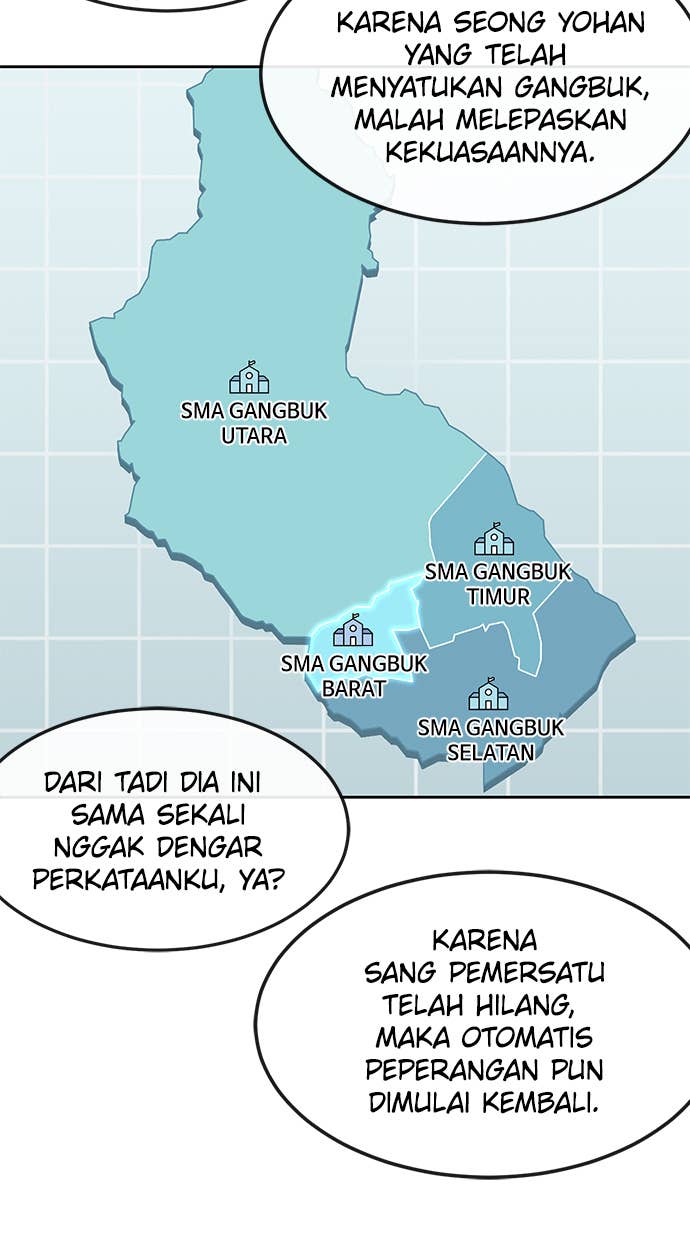 KARENA SEONG YOHAN
YANG TELAH
MENYATUKAN GANGBUK,
MALAH MELEPASKAN
KEKUASAANNYA.
SMA GANGBUK
UTARA
SMA GANGBUK
TIMUR
SMA GANGBUK
BARAT
SMA GANGBUK
SELATAN
DARI TADI DIA INI
SAMA SEKALI
NGGAK DENGAR
PERKATAANKU, YA?
KARENA
SANG PEMERSATU
TELAH HILANG,
MAKA OTOMATIS
PEPERANGAN PUN
DIMULAI KEMBALI.